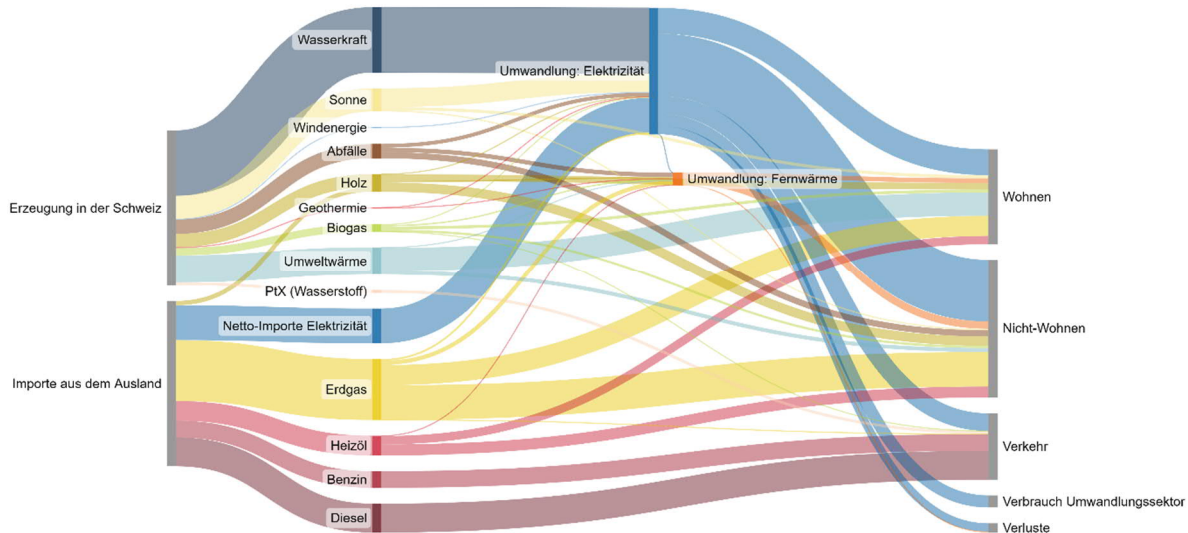 Erzeugung in der Schweiz
Importe aus dem Ausland
Wasserkraft
Sonne
Windenergie
Abfälle
Holz
Geothermie
Biogas
Umweltwärme
PtX (Wasserstoff)
Netto-Importe Elektrizität
Erdgas
Heizöl
Benzin
Diesel
Umwandlung: Elektrizität
Umwandlung: Fernwärme
Wohnen
Nicht-Wohnen
Verkehr
Verbrauch Umwandlungssektor
Verluste